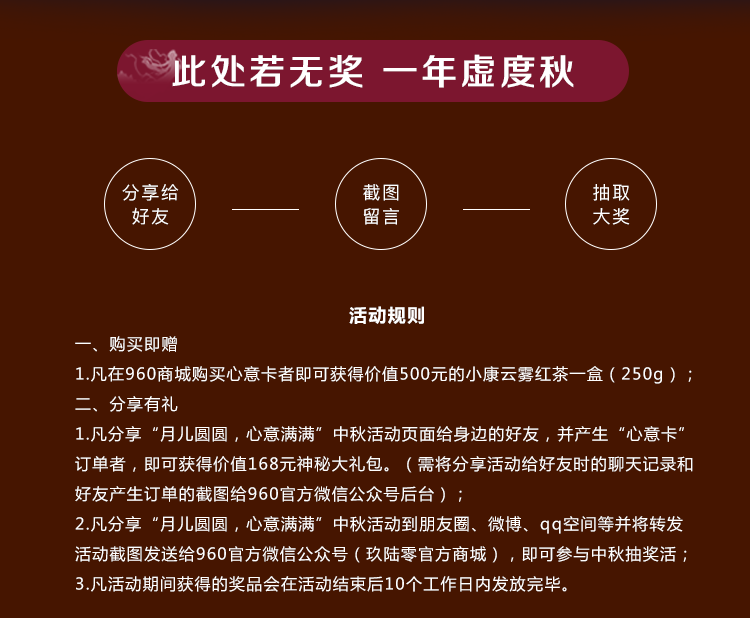 此处若无奖 一年虚度秋
分享给
好友
截图
留言
抽取
大奖
活动规则
一、购买即赠
1.凡在960商城购买心意卡者即可获得价值500元的小康云雾红茶一盒（250g）；
二、分享有礼
1.凡分享“月儿圆圆，心意满满”中秋活动页面给身边的好友，并产生“心意卡”
订单者，即可获得价值168元神秘大礼包。（需将分享活动给好友时的聊天记录和
好友产生订单的截图给960官方微信公众号后台）；
2.凡分享“月儿圆圆，心意满满”中秋活动到朋友圈、微博、qq空间等并将转发
活动截图发送给960官方微信公众号（玖陆零官方商城），即可参与中秋抽奖活；
3.凡活动期间获得的奖品会在活动结束后10个工作日内发放完毕。